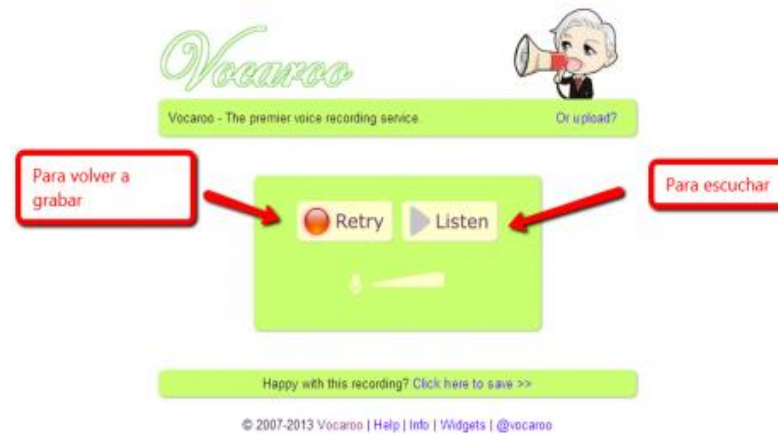 Vocaroo
Vocaroo - The premier voice recording service.
Or upload?
Para volver a
grabar
Para escuchar
Retry
Listen
Happy with this recording? Click here to save >>
© 2007-2013 Vocaroo | Help | Info | Widgets | @vocaroo